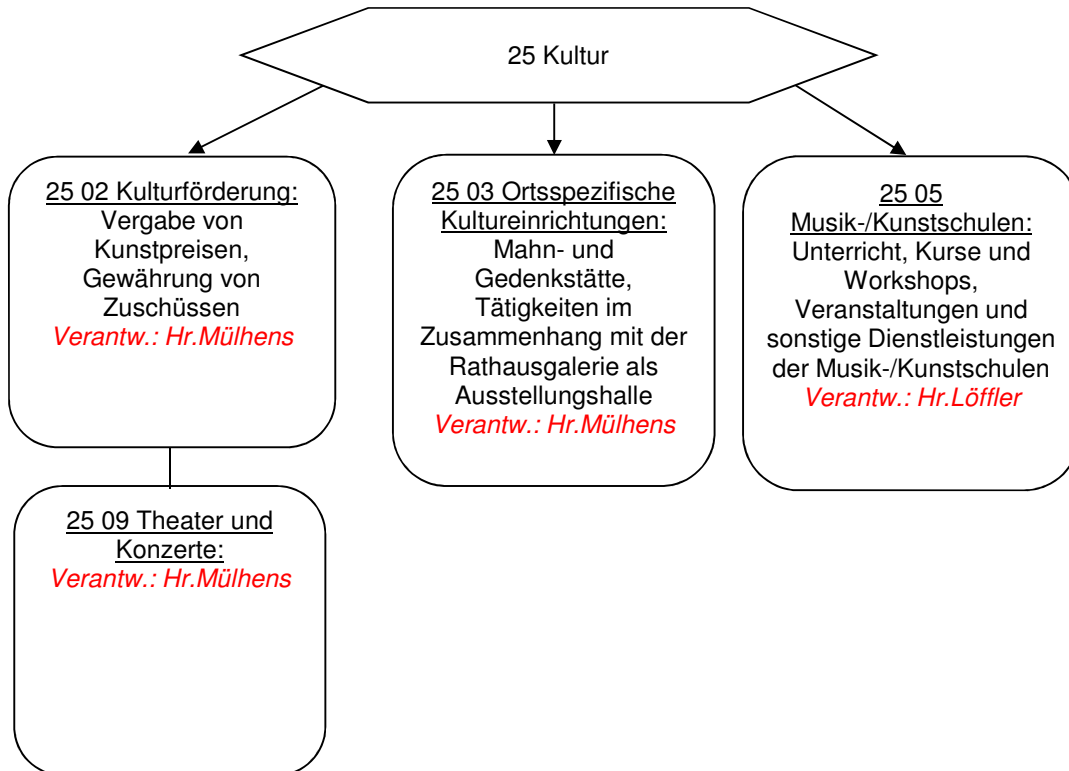 25 Kultur
25 02 Kulturförderung:
Vergabe von
Kunstpreisen,
Gewährung von
Zuschüssen
Verantw.: Hr.Mülhens
25 03 Ortsspezifische
Kultureinrichtungen:
Mahn- und
Gedenkstätte,
Tätigkeiten im
Zusammenhang mit der
Rathausgalerie als
Ausstellungshalle
Verantw.: Hr.Mülhens
25 05
Musik-/Kunstschulen:
Unterricht, Kurse und
Workshops,
Veranstaltungen und
sonstige Dienstleistungen
der Musik-/Kunstschulen
Verantw.: Hr.Löffler
25 09 Theater und
Konzerte:
Verantw.: Hr.Mülhens